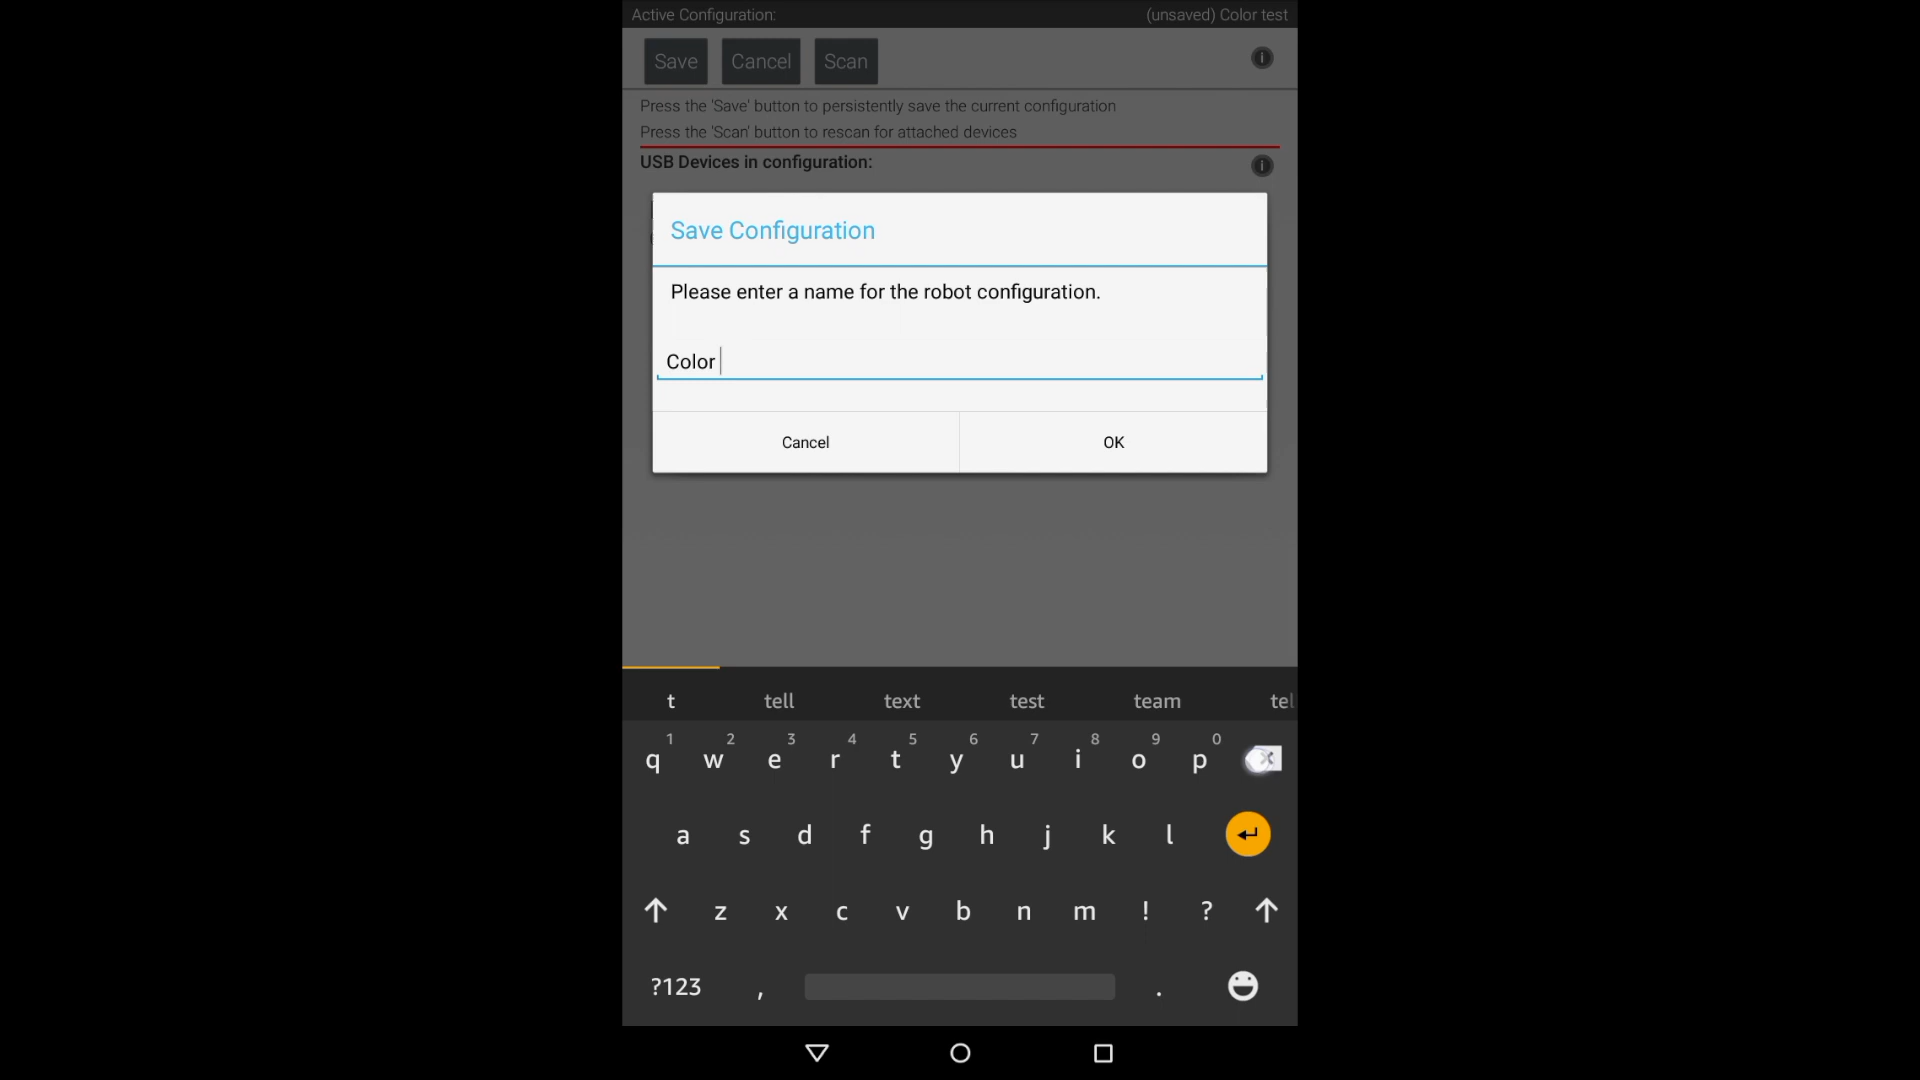 Active Configuration: (unsaved) Color test
Save Cancel Scan
Press the 'Save' button to persistently save the current configuration
Press the 'Scan' button to rescan for attached devices
USB Devices in configuration:
Save Configuration
Please enter a name for the robot configuration.
Color
Cancel OK
t tell text test team tel
1 2 3 4 5 6 7 8 9 0
q w e r t y u i o p
a s d f g h j k l
z x c v b n m ! ?
?123 , .